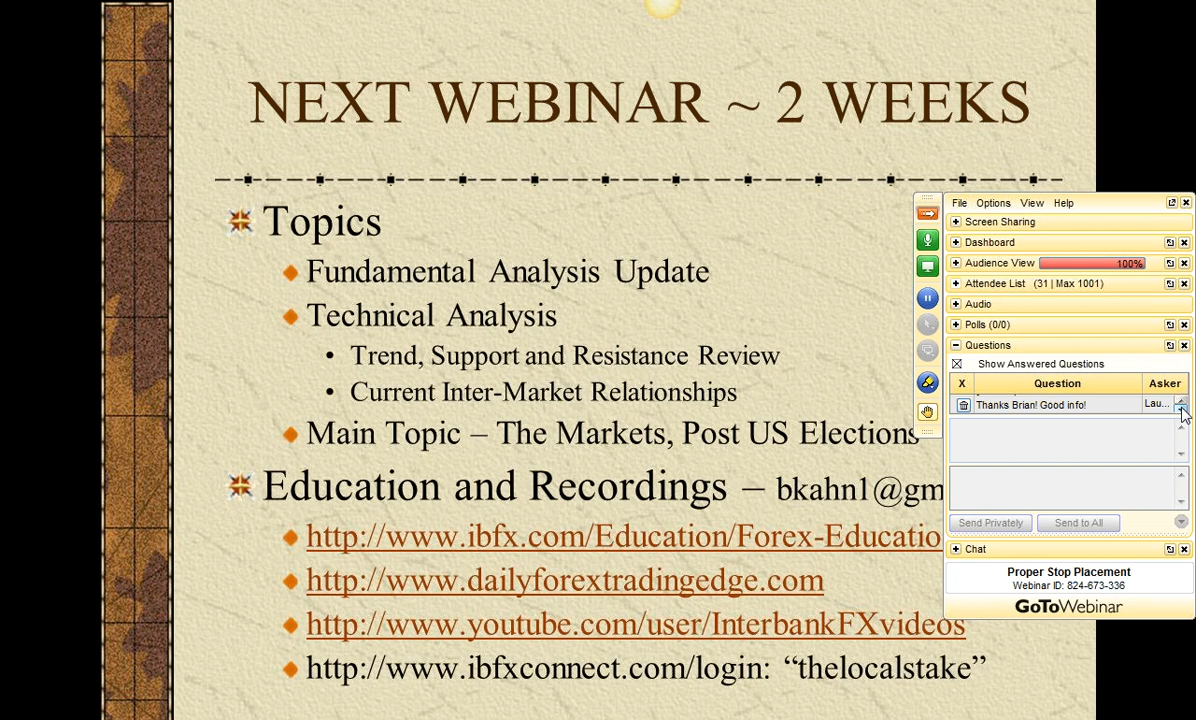 NEXT WEBINAR ~ 2 WEEKS
Topics
Fundamental Analysis Update
Technical Analysis
• Trend, Support and Resistance Review
• Current Inter-Market Relationships
Main Topic – The Markets, Post US Elections
Education and Recordings – bkahn1@gm
http://www.ibfx.com/Education/Forex-Educatio
http://www.dailyforextradingedge.com
http://www.youtube.com/user/InterbankFXvideos
http://www.ibfxconnect.com/login: “thelocalstake”
File Options View Help
Screen Sharing
Dashboard
Audience View 100%
Attendee List (31 | Max 1001)
Audio
Polls (0/0)
Questions
Show Answered Questions
X Question Asker
Thanks Brian! Good info! Lau...
Send Privately Send to All
Chat
Proper Stop Placement
Webinar ID: 824-673-336
GoToWebinar